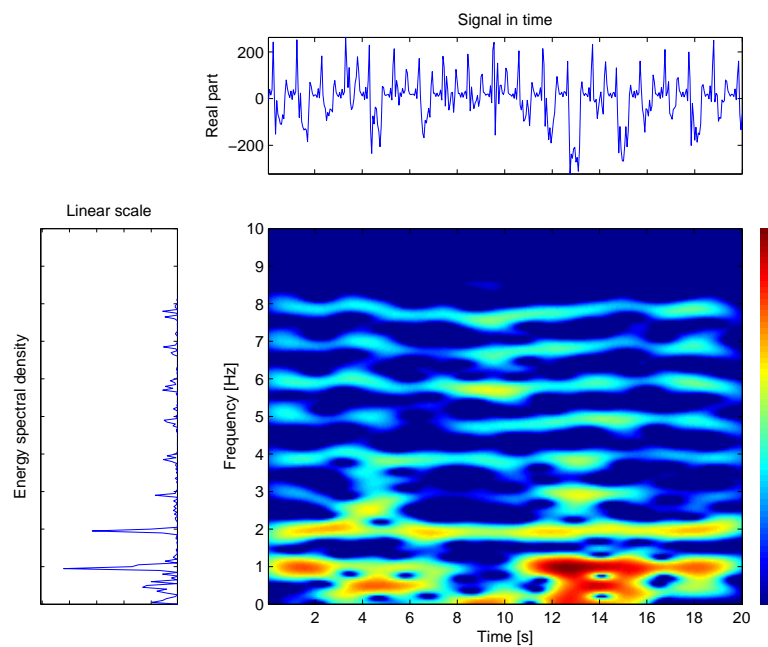 Signal in time
Real part
200
0
−200
Linear scale
Energy spectral density
Frequency [Hz]
10
9
8
7
6
5
4
3
2
1
0
2 4 6 8 10 12 14 16 18 20
Time [s]